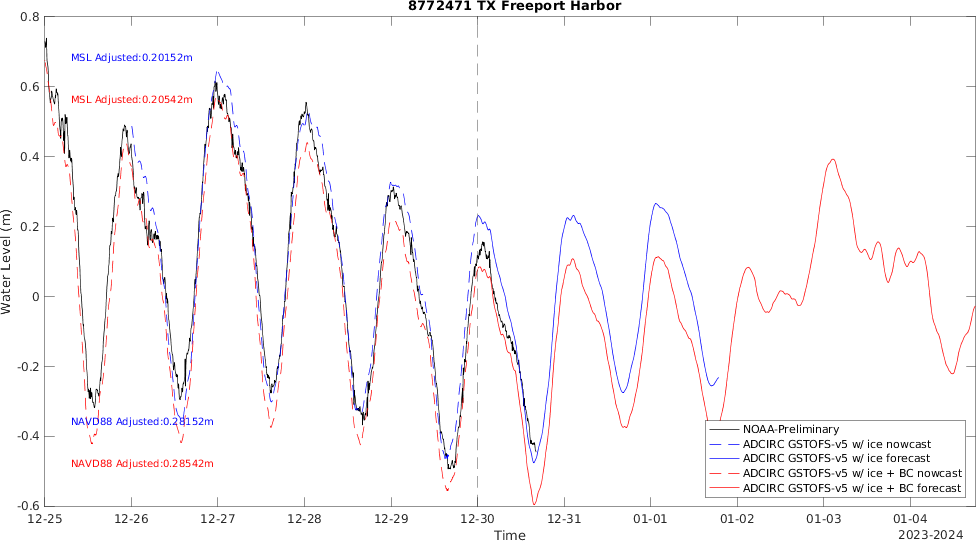 8772471 TX Freeport Harbor
0.8
0.6
0.4
0.2
0
-0.2
-0.4
-0.6
Water Level (m)
MSL Adjusted:0.20152m
MSL Adjusted:0.20542m
NAVD88 Adjusted:0.28152m
NAVD88 Adjusted:0.28542m
NOAA-Preliminary
ADCIRC GSTOFS-v5 w/ ice nowcast
ADCIRC GSTOFS-v5 w/ ice forecast
ADCIRC GSTOFS-v5 w/ ice + BC nowcast
ADCIRC GSTOFS-v5 w/ ice + BC forecast
12-25 12-26 12-27 12-28 12-29 12-30 12-31 01-01 01-02 01-03 01-04
Time
2023-2024